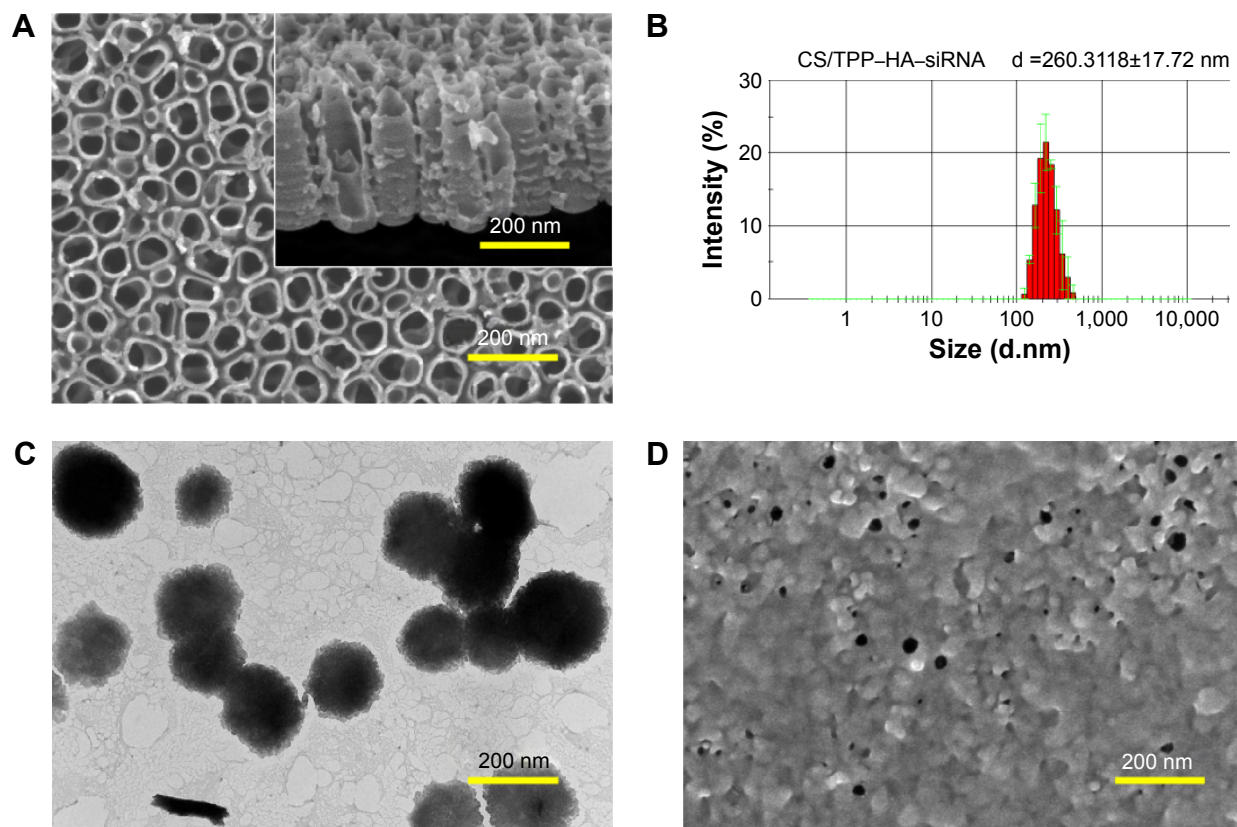 A
200 nm
200 nm
B
CS/TPP–HA–siRNA d =260.3118±17.72 nm
Intensity (%)
30
20
10
0
1 10 100 1,000 10,000
Size (d.nm)
C
200 nm
D
200 nm